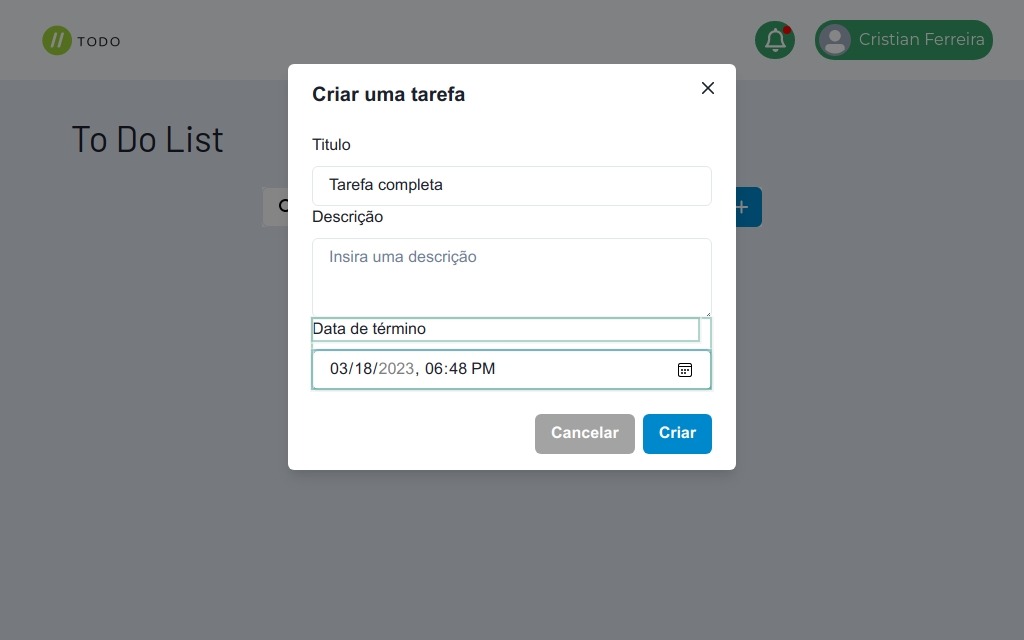 // TODO
Cristian Ferreira
Criar uma tarefa
To Do List
Titulo
Tarefa completa
Descrição
Insira uma descrição
Data de término
03/18/2023, 06:48 PM
Cancelar Criar